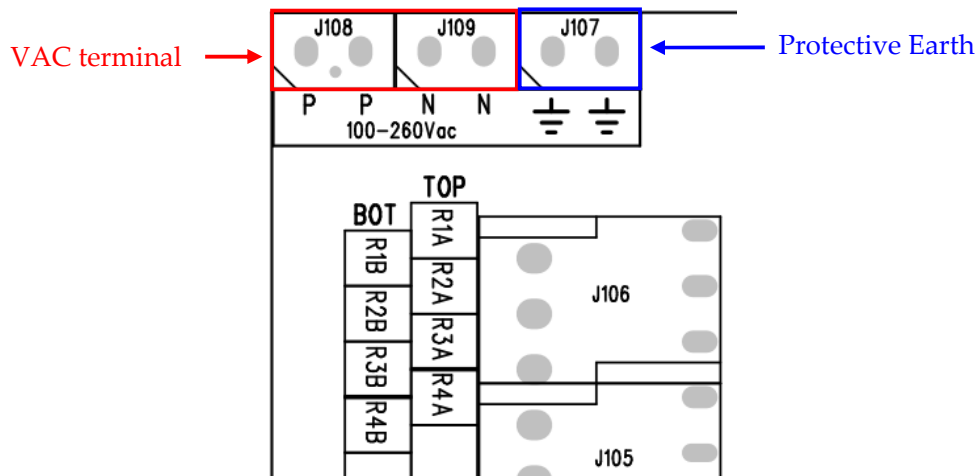 J108 J109 J107
VAC terminal
Protective Earth
P P N N
100-260Vac
TOP
BOT
R1A
R1B
R2A
R2B
R3A
R3B
R4A
R4B
J106
J105